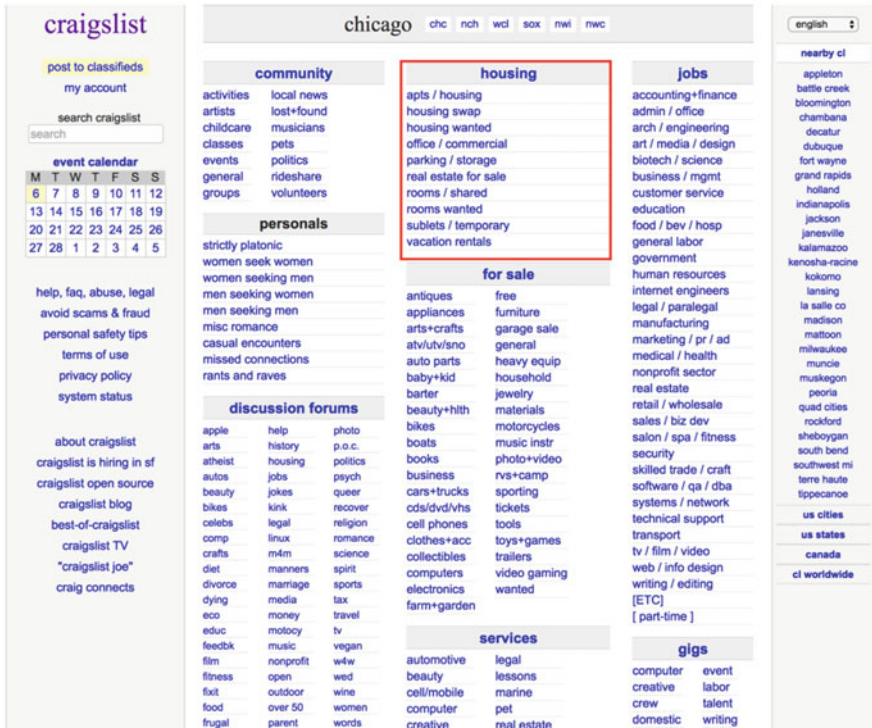 craigslist
post to classifieds
my account
search craigslist
search
event calendar
M T W T F S S
6 7 8 9 10 11 12
13 14 15 16 17 18 19
20 21 22 23 24 25 26
27 28 1 2 3 4 5
help, faq, abuse, legal
avoid scams & fraud
personal safety tips
terms of use
privacy policy
system status
about craigslist
craigslist is hiring in sf
craigslist open source
craigslist blog
best-of-craigslist
craigslist TV
"craigslist joe"
craig connects
chicago chc nch wcl sox nwi nwc
community
activities local news
artists lost+found
childcare musicians
classes pets
events politics
general rideshare
groups volunteers
personals
strictly platonic
women seek women
women seeking men
men seeking women
men seeking men
misc romance
casual encounters
missed connections
rants and raves
discussion forums
apple help photo
arts history p.o.c.
atheist housing politics
autos jobs psych
beauty jokes queer
bikes kink recover
celebs legal religion
comp linux romance
crafts m4m science
diet manners spirit
divorce marriage sports
dying media tax
eco money travel
educ motocy tv
feedbk music vegan
film nonprofit w4w
fitness open wed
fixit outdoor wine
food over 50 women
frugal parent words
housing
apts / housing
housing swap
housing wanted
office / commercial
parking / storage
real estate for sale
rooms / shared
rooms wanted
sublets / temporary
vacation rentals
for sale
antiques free
appliances furniture
arts+crafts garage sale
atv/utv/sno general
auto parts heavy equip
baby+kid household
barter jewelry
beauty+hlth materials
bikes motorcycles
boats music instr
books photo+video
business rvs+camp
cars+trucks sporting
cds/dvd/vhs tickets
cell phones tools
clothes+acc toys+games
collectibles trailers
computers video gaming
electronics wanted
farm+garden
services
automotive legal
beauty lessons
cell/mobile marine
computer pet
creative real estate
jobs
accounting+finance
admin / office
arch / engineering
art / media / design
biotech / science
business / mgmt
customer service
education
food / bev / hosp
general labor
government
human resources
internet engineers
legal / paralegal
manufacturing
marketing / pr / ad
medical / health
nonprofit sector
real estate
retail / wholesale
sales / biz dev
salon / spa / fitness
security
skilled trade / craft
software / qa / dba
systems / network
technical support
transport
tv / film / video
web / info design
writing / editing
[ETC]
[ part-time ]
gigs
computer event
creative labor
crew talent
domestic writing
english
nearby cl
appleton
battle creek
bloomington
chambana
decatur
dubuque
fort wayne
grand rapids
holland
indianapolis
jackson
janesville
kalamazoo
kenosha-racine
kokomo
lansing
la salle co
madison
mattoon
milwaukee
muncie
muskegon
peoria
quad cities
rockford
sheboygan
south bend
southwest mi
terre haute
tippecanoe
us cities
us states
canada
cl worldwide